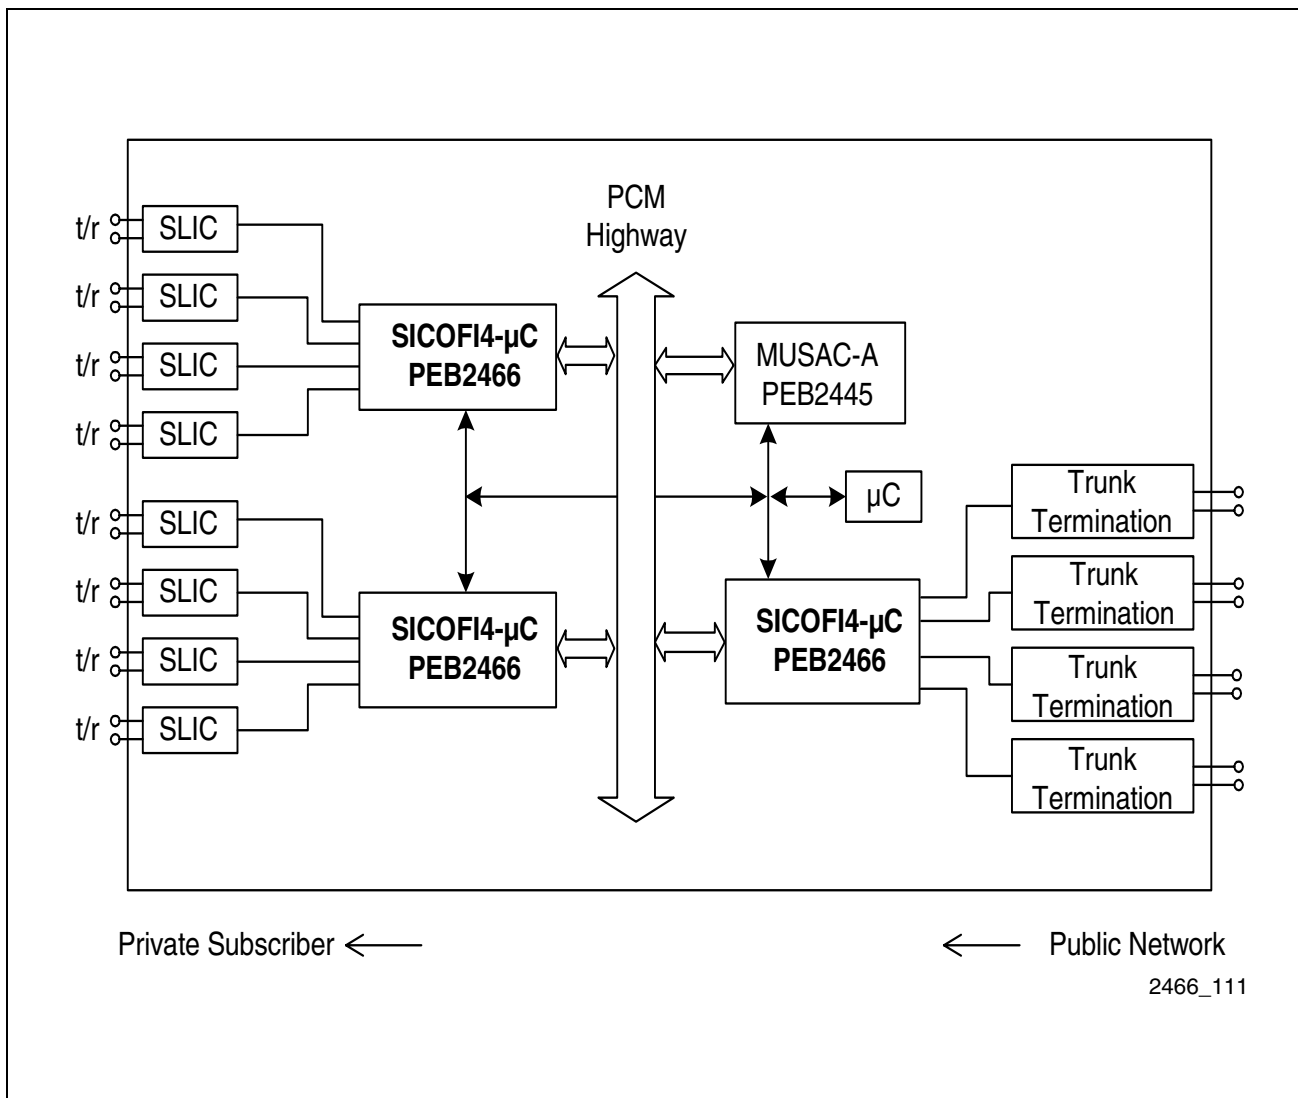 PCM
Highway
t/r SLIC
t/r SLIC
t/r SLIC
t/r SLIC
SICOFI4-µC
PEB2466
MUSAC-A
PEB2445
µC
t/r SLIC
t/r SLIC
t/r SLIC
t/r SLIC
SICOFI4-µC
PEB2466
SICOFI4-µC
PEB2466
Trunk
Termination
Trunk
Termination
Trunk
Termination
Trunk
Termination
Private Subscriber
Public Network
2466_111